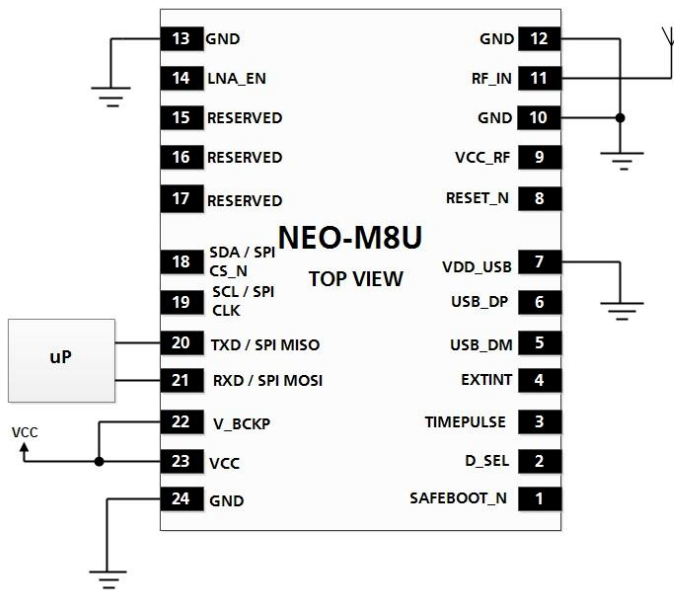 13 GND GND 12
14 LNA_EN RF_IN 11
15 RESERVED GND 10
16 RESERVED VCC_RF 9
17 RESERVED RESET_N 8
NEO-M8U
TOP VIEW
18 SDA / SPI
CS_N
VDD_USB 7
19 SCL / SPI
CLK
USB_DP 6
uP
20 TXD / SPI MISO USB_DM 5
21 RXD / SPI MOSI EXTINT 4
VCC
22 V_BCKP TIMEPULSE 3
23 VCC D_SEL 2
24 GND SAFEBOOT_N 1